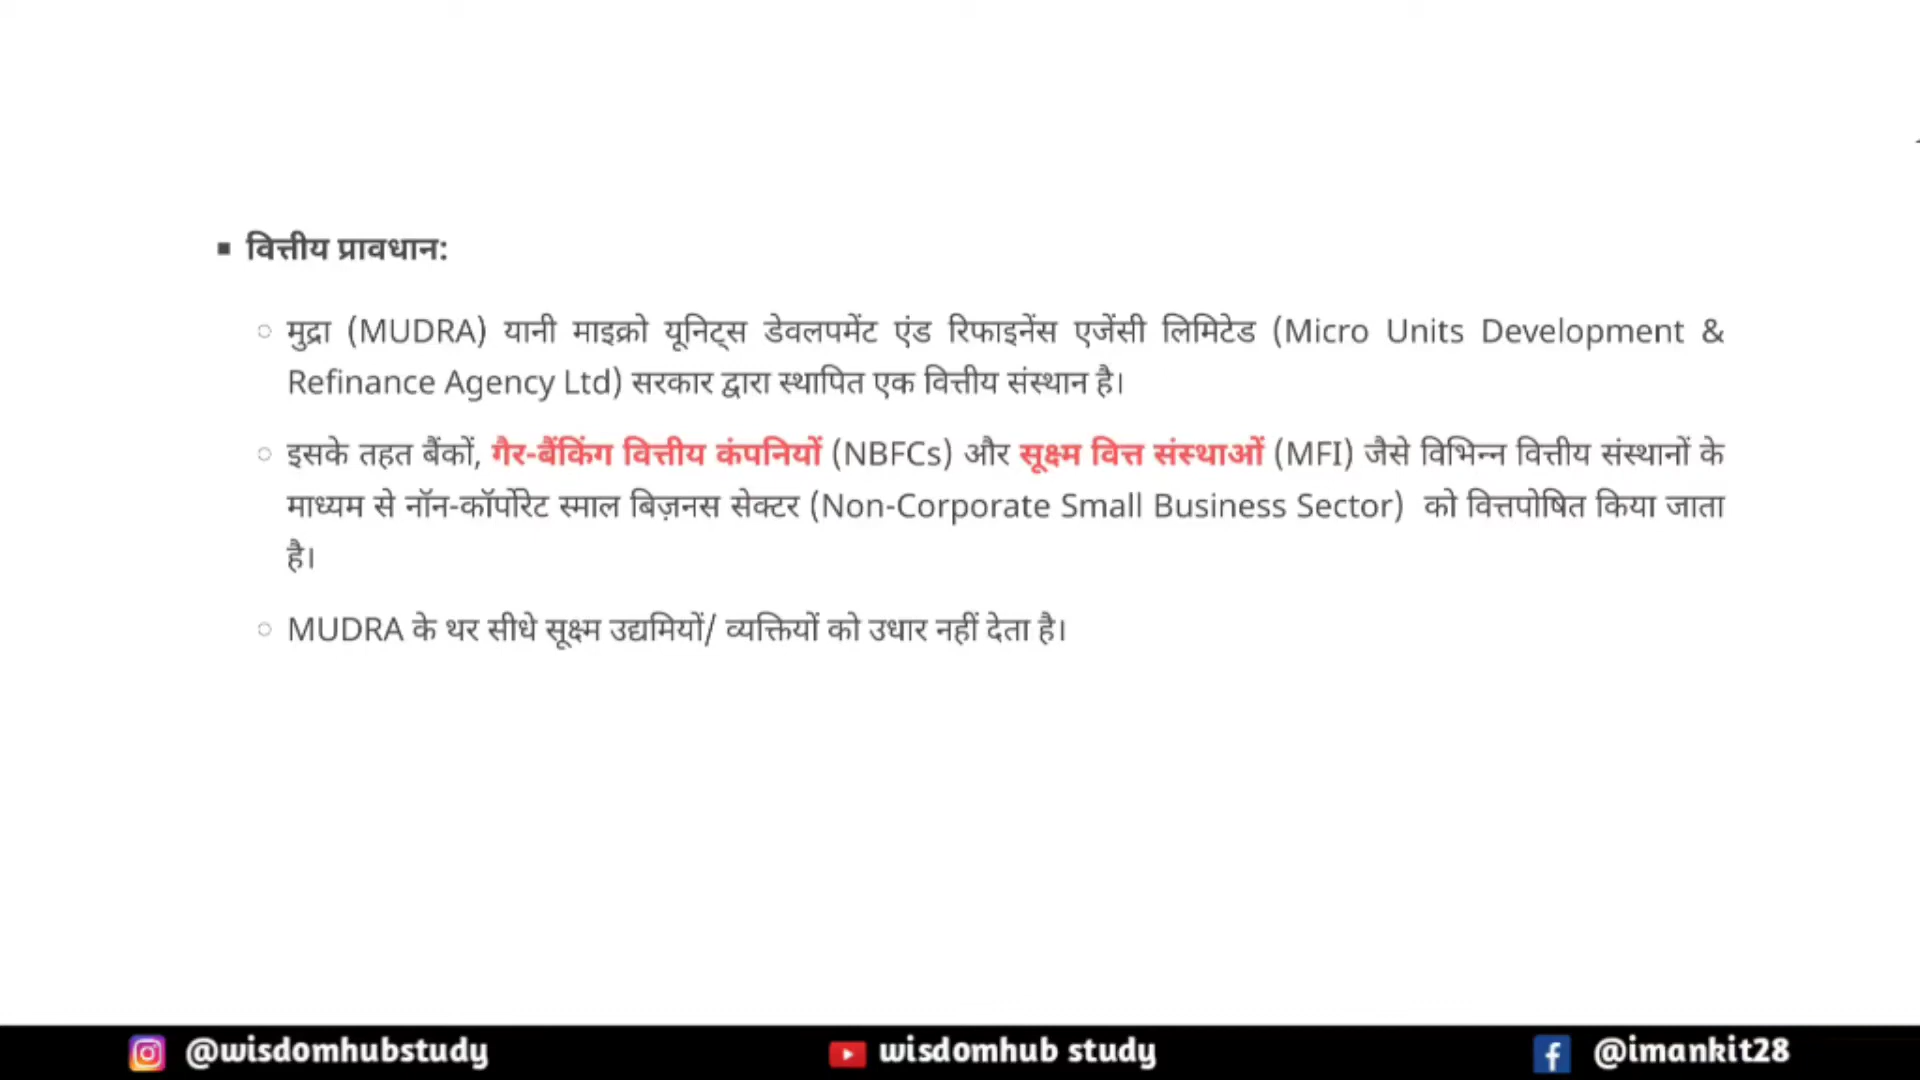 ▪ वित्तीय प्रावधान:
○ मुद्रा (MUDRA) यानी माइक्रो यूनिट्स डेवलपमेंट एंड रिफाइनेंस एजेंसी लिमिटेड (Micro Units Development &
Refinance Agency Ltd) सरकार द्वारा स्थापित एक वित्तीय संस्थान है।
○ इसके तहत बैंकों, गैर-बैंकिंग वित्तीय कंपनियों (NBFCs) और सूक्ष्म वित्त संस्थाओं (MFI) जैसे विभिन्न वित्तीय संस्थानों के
माध्यम से नॉन-कॉर्पोरेट स्माल बिज़नस सेक्टर (Non-Corporate Small Business Sector) को वित्तपोषित किया जाता
है।
○ MUDRA के थर सीधे सूक्ष्म उद्यमियों/ व्यक्तियों को उधार नहीं देता है।
@wisdomhubstudy wisdomhub study @imankit28